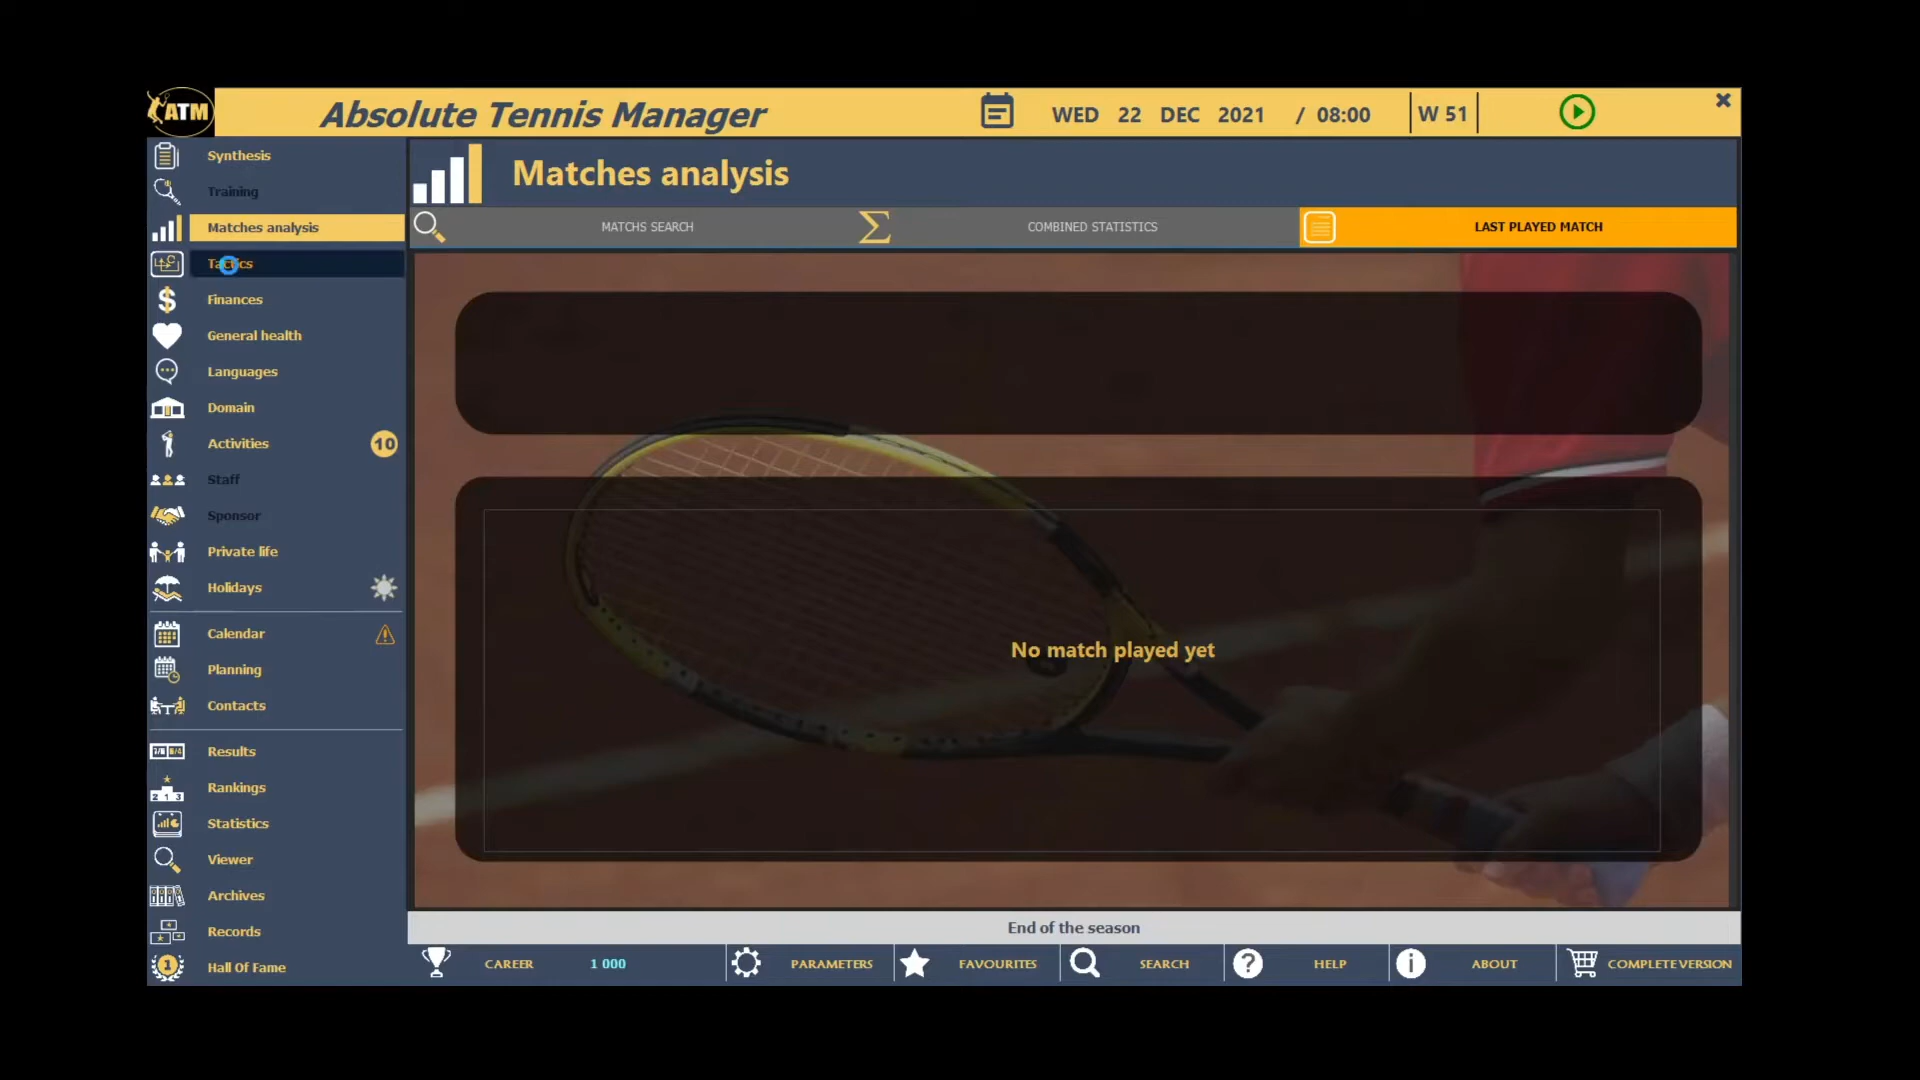 ATM
Absolute Tennis Manager
WED 22 DEC 2021 / 08:00
W 51
Synthesis
Training
Matches analysis
Tactics
Finances
General health
Languages
Domain
Activities
10
Staff
Sponsor
Private life
Holidays
Calendar
Planning
Contacts
Results
Rankings
Statistics
Viewer
Archives
Records
Hall Of Fame
Matches analysis
MATCHS SEARCH
COMBINED STATISTICS
LAST PLAYED MATCH
No match played yet
End of the season
CAREER 1 000
PARAMETERS
FAVOURITES
SEARCH
HELP
ABOUT
COMPLETE VERSION